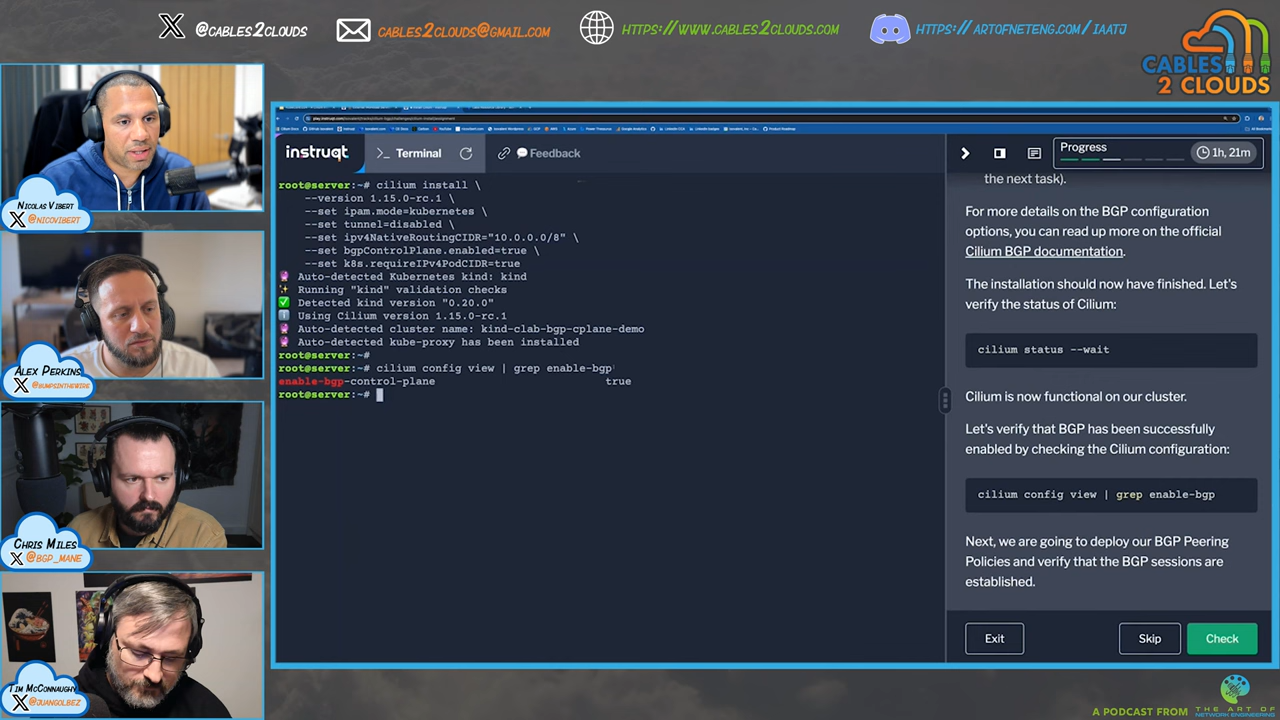 @CABLES2CLOUDS
CABLES2CLOUDS@GMAIL.COM
HTTPS://WWW.CABLES2CLOUDS.COM
HTTPS://ARTOFNETENG.COM/IAATJ
CABLES
2 CLOUDS
NICOLAS VIBERT
@NICOVIBERT
ALEX PERKINS
@BUMPSINTHEWIRE
CHRIS MILES
@BGP_MANE
TIM MCCONNAUGHY
@JUANGOLBEZ
instruqt
>_ Terminal
Feedback
root@server:~# cilium install \
--version 1.15.0-rc.1 \
--set ipam.mode=kubernetes \
--set tunnel=disabled \
--set ipv4NativeRoutingCIDR="10.0.0.0/8" \
--set bgpControlPlane.enabled=true \
--set k8s.requireIPv4PodCIDR=true
Auto-detected Kubernetes kind: kind
Running "kind" validation checks
Detected kind version "0.20.0"
Using Cilium version 1.15.0-rc.1
Auto-detected cluster name: kind-clab-bgp-cplane-demo
Auto-detected kube-proxy has been installed
root@server:~#
root@server:~# cilium config view | grep enable-bgp
enable-bgp-control-plane true
root@server:~#
Progress
1h, 21m
the next task).
For more details on the BGP configuration
options, you can read up more on the official
Cilium BGP documentation.
The installation should now have finished. Let's
verify the status of Cilium:
cilium status --wait
Cilium is now functional on our cluster.
Let's verify that BGP has been successfully
enabled by checking the Cilium configuration:
cilium config view | grep enable-bgp
Next, we are going to deploy our BGP Peering
Policies and verify that the BGP sessions are
established.
Exit
Skip
Check
A PODCAST FROM
THE ART OF
NETWORK ENGINEERING